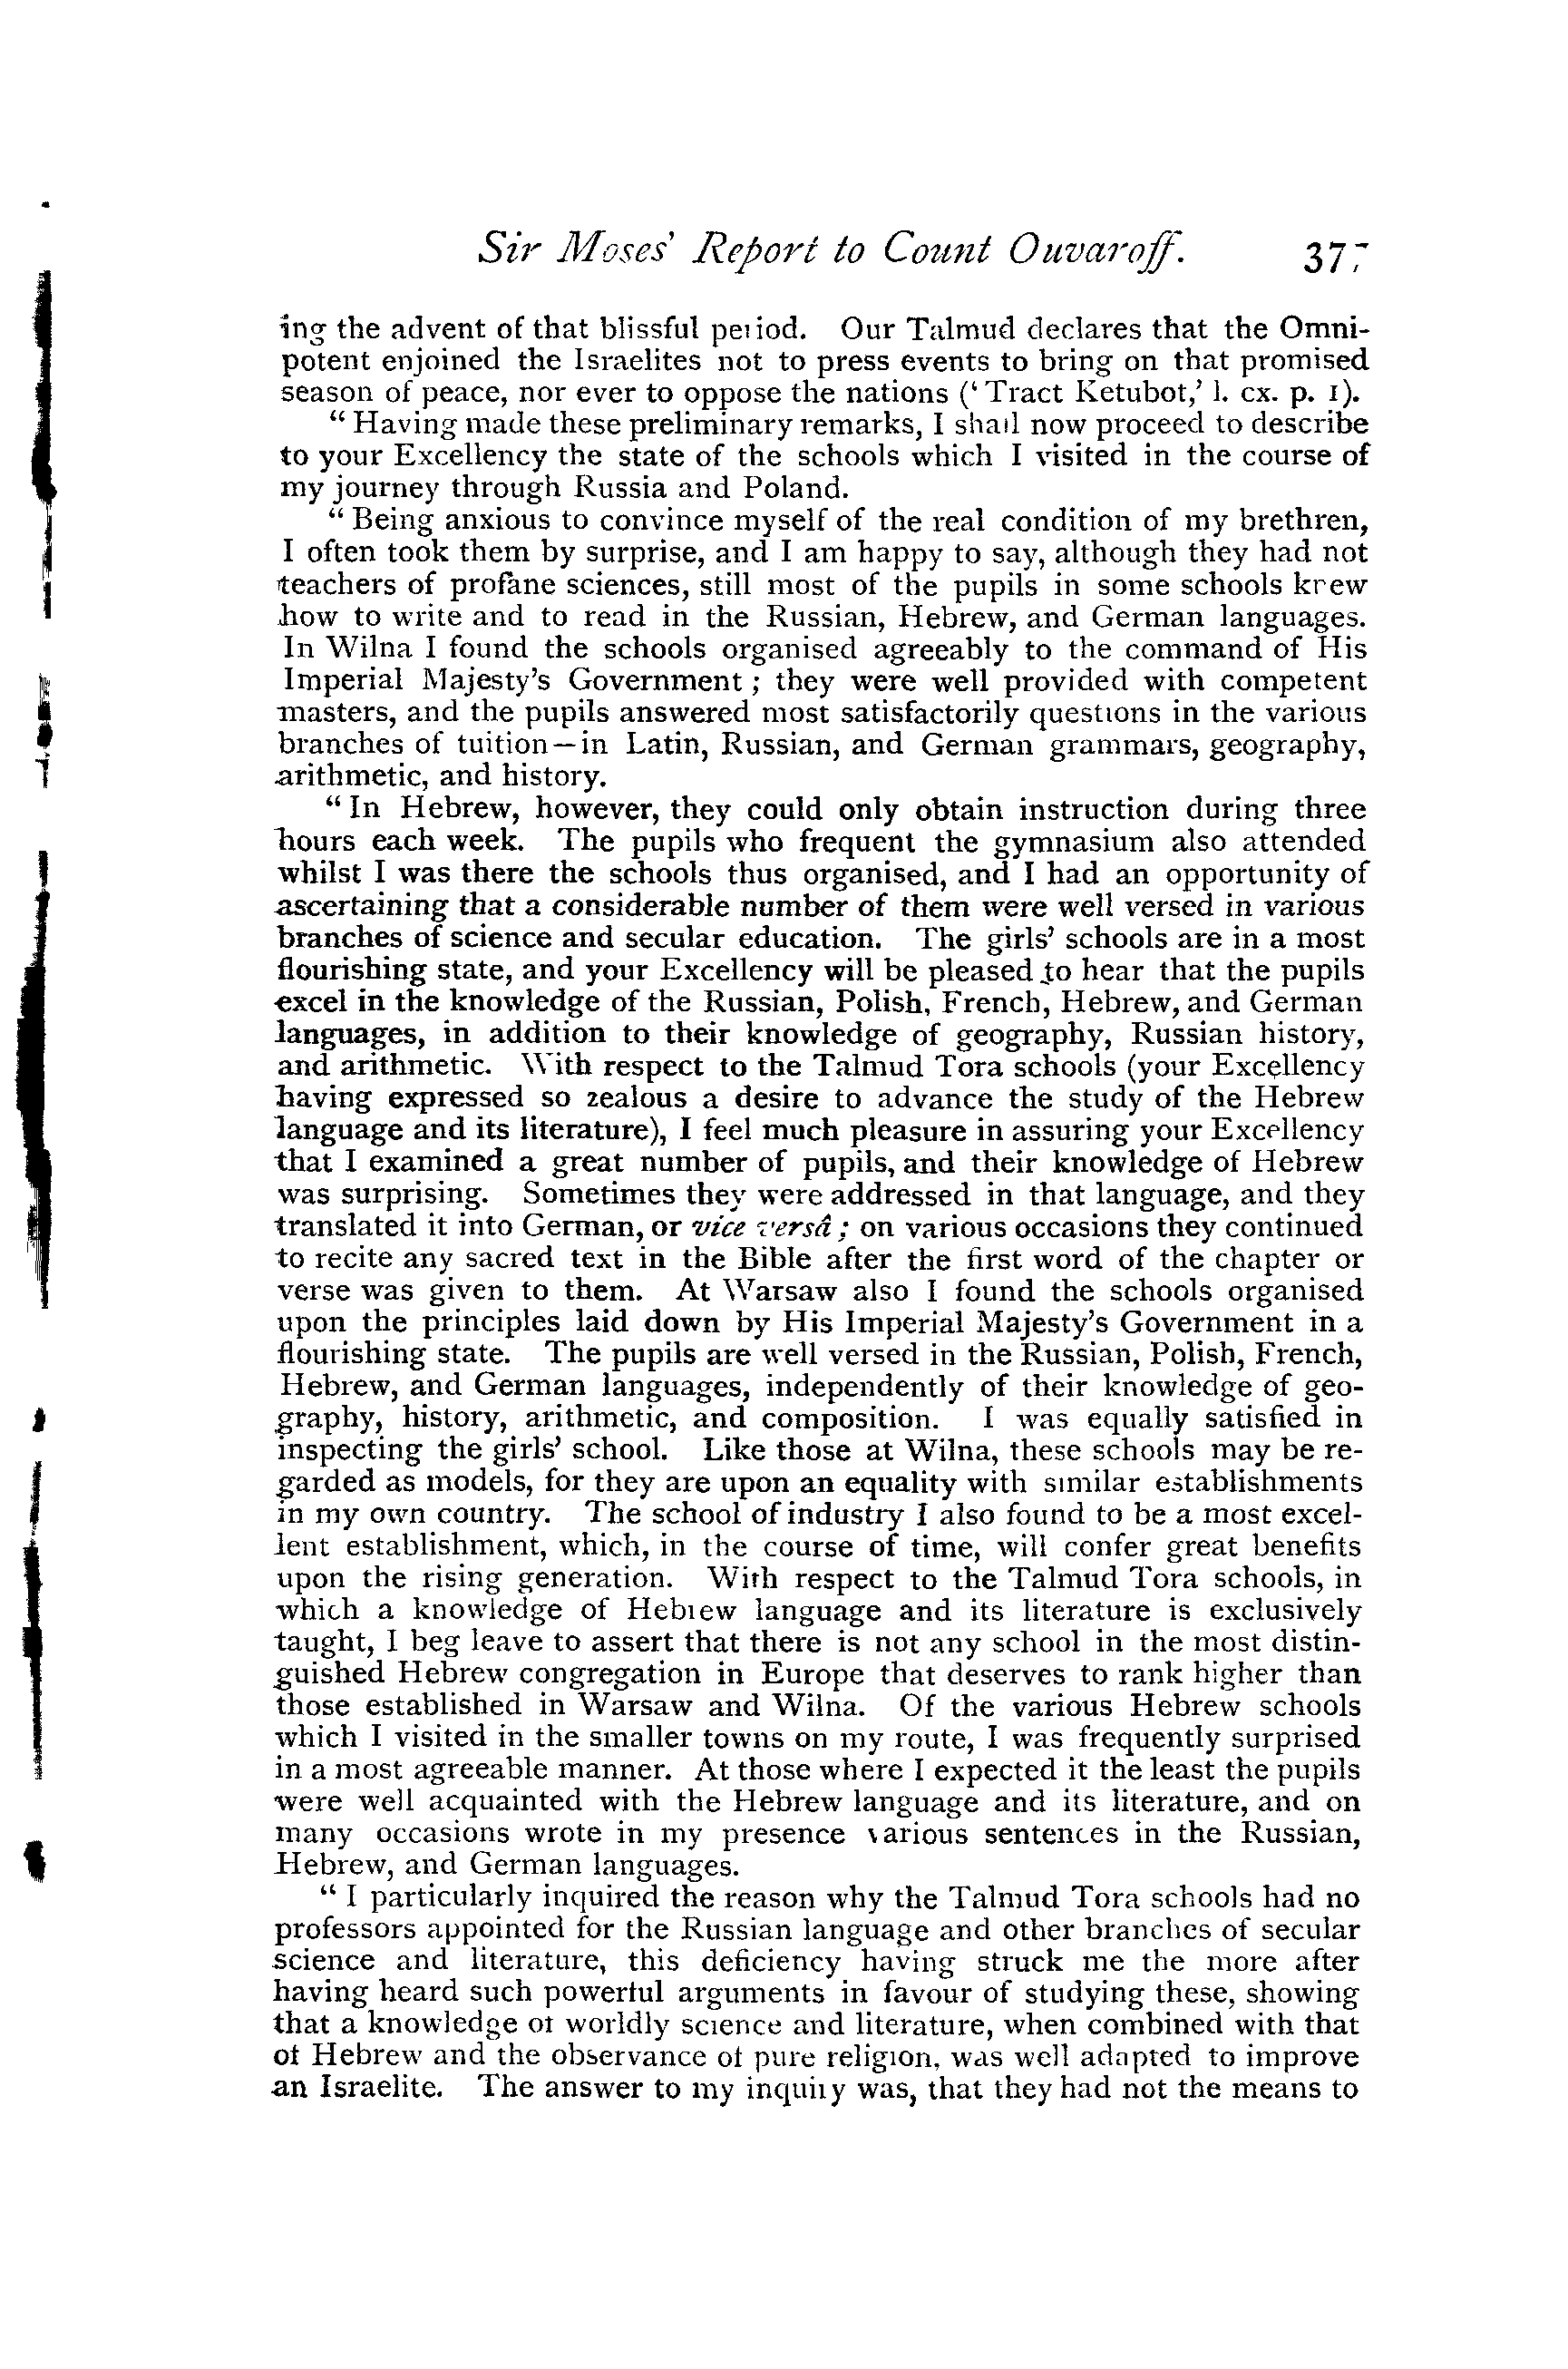 Sir Moses' Report to Count Ouvaroff. 377
ing the advent of that blissful period. Our Talmud declares that the Omni-
potent enjoined the Israelites not to press events to bring on that promised
season of peace, nor ever to oppose the nations (‘Tract Ketubot,’ l. cx. p. 1).
“Having made these preliminary remarks, I shall now proceed to describe
to your Excellency the state of the schools which I visited in the course of
my journey through Russia and Poland.
“Being anxious to convince myself of the real condition of my brethren,
I often took them by surprise, and I am happy to say, although they had not
teachers of profane sciences, still most of the pupils in some schools knew
how to write and to read in the Russian, Hebrew, and German languages.
In Wilna I found the schools organised agreeably to the command of His
Imperial Majesty’s Government; they were well provided with competent
masters, and the pupils answered most satisfactorily questions in the various
branches of tuition—in Latin, Russian, and German grammars, geography,
arithmetic, and history.
“In Hebrew, however, they could only obtain instruction during three
hours each week. The pupils who frequent the gymnasium also attended
whilst I was there the schools thus organised, and I had an opportunity of
ascertaining that a considerable number of them were well versed in various
branches of science and secular education. The girls’ schools are in a most
flourishing state, and your Excellency will be pleased to hear that the pupils
excel in the knowledge of the Russian, Polish, French, Hebrew, and German
languages, in addition to their knowledge of geography, Russian history,
and arithmetic. With respect to the Talmud Tora schools (your Excellency
having expressed so zealous a desire to advance the study of the Hebrew
language and its literature), I feel much pleasure in assuring your Excellency
that I examined a great number of pupils, and their knowledge of Hebrew
was surprising. Sometimes they were addressed in that language, and they
translated it into German, or vice versâ; on various occasions they continued
to recite any sacred text in the Bible after the first word of the chapter or
verse was given to them. At Warsaw also I found the schools organised
upon the principles laid down by His Imperial Majesty’s Government in a
flourishing state. The pupils are well versed in the Russian, Polish, French,
Hebrew, and German languages, independently of their knowledge of geo-
graphy, history, arithmetic, and composition. I was equally satisfied in
inspecting the girls’ school. Like those at Wilna, these schools may be re-
garded as models, for they are upon an equality with similar establishments
in my own country. The school of industry I also found to be a most excel-
lent establishment, which, in the course of time, will confer great benefits
upon the rising generation. With respect to the Talmud Tora schools, in
which a knowledge of Hebrew language and its literature is exclusively
taught, I beg leave to assert that there is not any school in the most distin-
guished Hebrew congregation in Europe that deserves to rank higher than
those established in Warsaw and Wilna. Of the various Hebrew schools
which I visited in the smaller towns on my route, I was frequently surprised
in a most agreeable manner. At those where I expected it the least the pupils
were well acquainted with the Hebrew language and its literature, and on
many occasions wrote in my presence various sentences in the Russian,
Hebrew, and German languages.
“I particularly inquired the reason why the Talmud Tora schools had no
professors appointed for the Russian language and other branches of secular
science and literature, this deficiency having struck me the more after
having heard such powerful arguments in favour of studying these, showing
that a knowledge of worldly science and literature, when combined with that
of Hebrew and the observance of pure religion, was well adapted to improve
an Israelite. The answer to my inquiry was, that they had not the means to